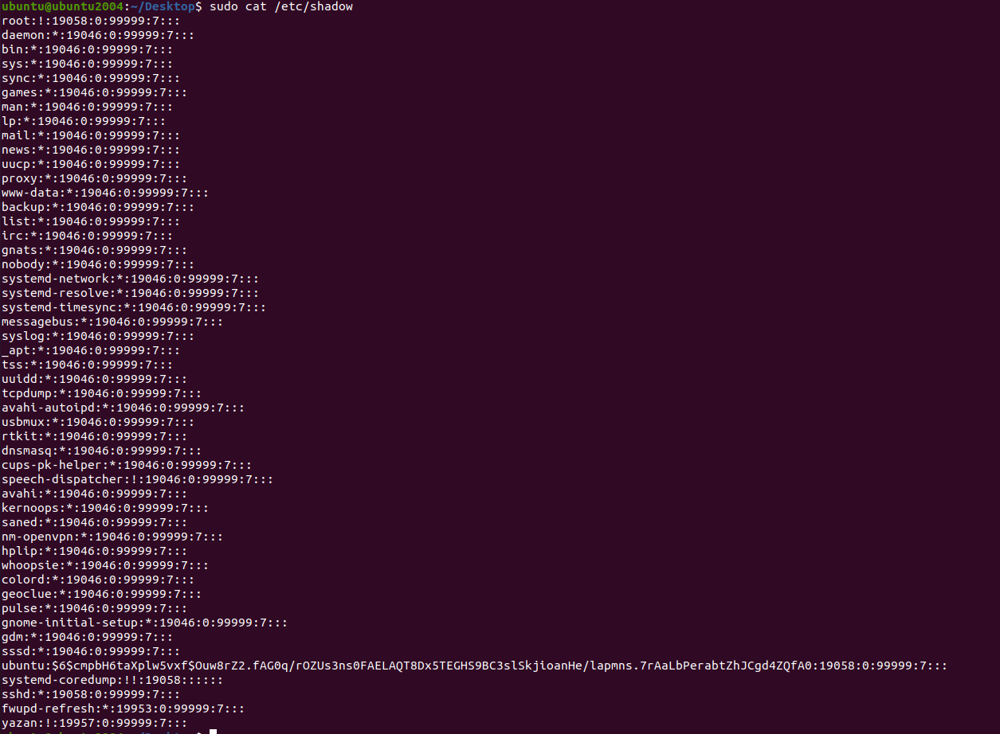 ubuntu@ubuntu2004:~/Desktop$ sudo cat /etc/shadow
root:!:19058:0:99999:7:::
daemon:*:19046:0:99999:7:::
bin:*:19046:0:99999:7:::
sys:*:19046:0:99999:7:::
sync:*:19046:0:99999:7:::
games:*:19046:0:99999:7:::
man:*:19046:0:99999:7:::
lp:*:19046:0:99999:7:::
mail:*:19046:0:99999:7:::
news:*:19046:0:99999:7:::
uucp:*:19046:0:99999:7:::
proxy:*:19046:0:99999:7:::
www-data:*:19046:0:99999:7:::
backup:*:19046:0:99999:7:::
list:*:19046:0:99999:7:::
irc:*:19046:0:99999:7:::
gnats:*:19046:0:99999:7:::
nobody:*:19046:0:99999:7:::
systemd-network:*:19046:0:99999:7:::
systemd-resolve:*:19046:0:99999:7:::
systemd-timesync:*:19046:0:99999:7:::
messagebus:*:19046:0:99999:7:::
syslog:*:19046:0:99999:7:::
_apt:*:19046:0:99999:7:::
tss:*:19046:0:99999:7:::
uuidd:*:19046:0:99999:7:::
tcpdump:*:19046:0:99999:7:::
avahi-autoipd:*:19046:0:99999:7:::
usbmux:*:19046:0:99999:7:::
rtkit:*:19046:0:99999:7:::
dnsmasq:*:19046:0:99999:7:::
cups-pk-helper:*:19046:0:99999:7:::
speech-dispatcher:!:19046:0:99999:7:::
avahi:*:19046:0:99999:7:::
kernoops:*:19046:0:99999:7:::
saned:*:19046:0:99999:7:::
nm-openvpn:*:19046:0:99999:7:::
hplip:*:19046:0:99999:7:::
whoopsie:*:19046:0:99999:7:::
colord:*:19046:0:99999:7:::
geoclue:*:19046:0:99999:7:::
pulse:*:19046:0:99999:7:::
gnome-initial-setup:*:19046:0:99999:7:::
gdm:*:19046:0:99999:7:::
sssd:*:19046:0:99999:7:::
ubuntu:$6$cmpbH6taXplw5vxf$Ouw8rZ2.fAG0q/rOZUs3ns0FAELAQT8Dx5TEGHS9BC3slSkjioanHe/lapmns.7rAaLbPerabtZhJCgd4ZQfA0:19058:0:99999:7:::
systemd-coredump:!!:19058::::::
sshd:*:19058:0:99999:7:::
fwupd-refresh:*:19953:0:99999:7:::
yazan:!:19957:0:99999:7:::